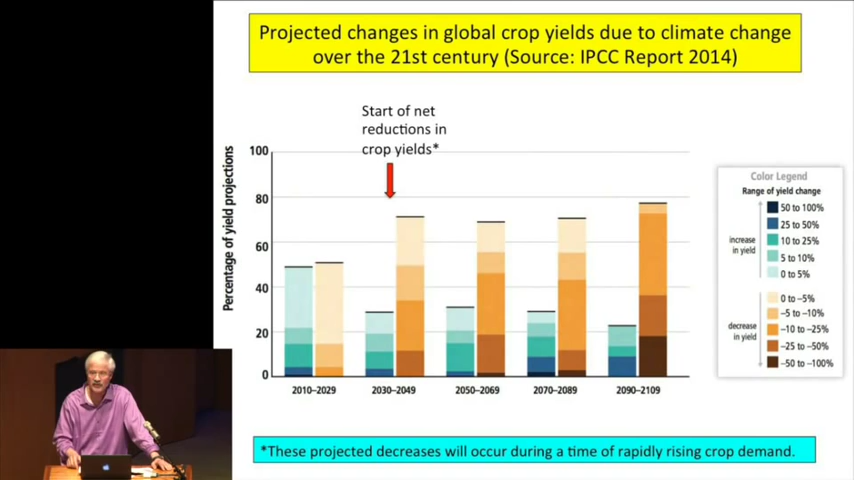 Projected changes in global crop yields due to climate change
over the 21st century (Source: IPCC Report 2014)
Start of net
reductions in
crop yields*
Percentage of yield projections
100
80
60
40
20
0
2010–2029
2030–2049
2050–2069
2070–2089
2090–2109
Color Legend
Range of yield change
increase
in yield
50 to 100%
25 to 50%
10 to 25%
5 to 10%
0 to 5%
decrease
in yield
0 to –5%
–5 to –10%
–10 to –25%
–25 to –50%
–50 to –100%
*These projected decreases will occur during a time of rapidly rising crop demand.